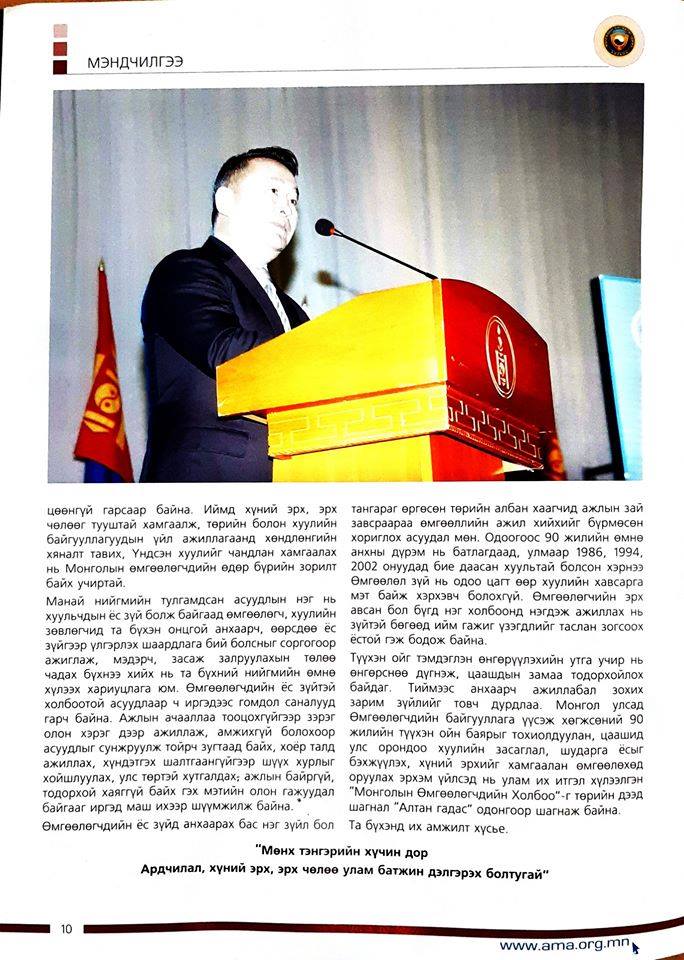 МЭНДЧИЛГЭЭ
цөөнгүй гарсаар байна. Иймд хүний эрх, эрх
чөлөөг тууштай хамгаалж, төрийн болон хуулийн
байгууллагуудын үйл ажиллагаанд хөндлөнгийн
хяналт тавих, Үндсэн хуулийг чандлан хамгаалах
нь Монголын өмгөөлөгчдийн өдөр бүрийн зорилт
байх учиртай.
Манай нийгмийн тулгамдсан асуудлын нэг нь
хуульчдын ёс зүй болж байгаад өмгөөлөгч, хуулийн
зөвлөгчид та бүхэн онцгой анхаарч, өөрсдөө ёс
зүйгээр үлгэрлэх шаардлага бий болсныг соргогоор
ажиглаж, мэдэрч, засаж залруулахын төлөө
чадах бүхнээ хийх нь та бүхний нийгмийн өмнө
хүлээх хариуцлага юм. Өмгөөлөгчдийн ёс зүйтэй
холбоотой асуудлаар ч иргэдээс гомдол саналууд
гарч байна. Ажлын ачааллаа тооцохгүйгээр зэрэг
олон хэрэг дээр ажиллаж, амжихгүй болохоор
асуудлыг сунжруулж тойрч зугтаад байх, хоёр талд
ажиллах, хүндэтгэх шалтгаангүйгээр шүүх хурлыг
хойшлуулах, улс төртэй хутгалдах; ажлын байргүй,
тодорхой хаяггүй байх гэх мэтийн олон гажуудал
байгааг иргэд маш ихээр шүүмжилж байна.
Өмгөөлөгчдийн ёс зүйд анхаарах бас нэг зүйл бол
тангараг өргөсөн төрийн албан хаагчид ажлын зай
завсраараа өмгөөллийн ажил хийхийг бүрмөсөн
хориглох асуудал мөн. Одоогоос 90 жилийн өмнө
анхны дүрэм нь батлагдаад, улмаар 1986, 1994,
2002 онуудад бие даасан хуультай болсон хэрнээ
Өмгөөлөл зүй нь одоо цагт өөр хуулийн хавсарга
мэт байж хэрхэвч болохгүй. Өмгөөлөгчийн эрх
авсан бол бүгд нэг холбоонд нэгдэж ажиллах нь
зүйтэй бөгөөд ийм гажиг үзэгдлийг таслан зогсоох
ёстой гэж бодож байна.
Түүхэн ойг тэмдэглэн өнгөрүүлэхийн утга учир нь
өнгөрснөө дүгнэж, цаашдын замаа тодорхойлох
байдаг. Тиймээс анхаарч ажиллабал зохих
зарим зүйлийг товч дурдлаа. Монгол улсад
Өмгөөлөгчдийн байгууллага үүсэж хөгжсөний 90
жилийн түүхэн ойн баярыг тохиолдуулан, цаашид
улс орондоо хуулийн засаглал, шударга ёсыг
бэхжүүлэх, хүний эрхийг хамгаалан өмгөөлөхөд
оруулах эрхэм үйлсэд нь улам их итгэл хүлээлгэн
"Монголын Өмгөөлөгчдийн Холбоо"-г төрийн дээд
шагнал "Алтан гадас" одонгоор шагнаж байна.
Та бүхэнд их амжилт хүсье.
"Мөнх тэнгэрийн хүчин дор
Ардчилал, хүний эрх, эрх чөлөө улам батжин дэлгэрэх болтугай"
10
www.ama.org.mn